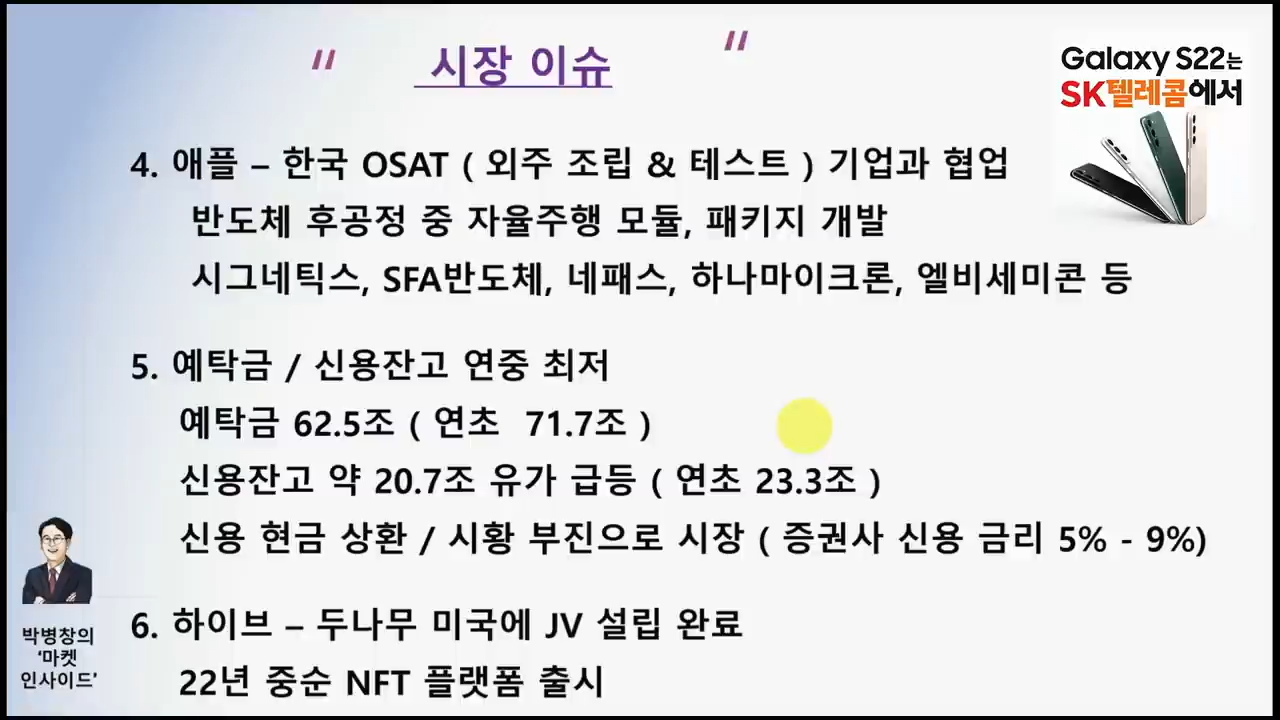 " 시장 이슈 "
Galaxy S22는
SK텔레콤에서
4. 애플 – 한국 OSAT ( 외주 조립 & 테스트 ) 기업과 협업
반도체 후공정 중 자율주행 모듈, 패키지 개발
시그네틱스, SFA반도체, 네패스, 하나마이크론, 엘비세미콘 등
5. 예탁금 / 신용잔고 연중 최저
예탁금 62.5조 ( 연초 71.7조 )
신용잔고 약 20.7조 유가 급등 ( 연초 23.3조 )
신용 현금 상환 / 시황 부진으로 시장 ( 증권사 신용 금리 5% - 9%)
6. 하이브 – 두나무 미국에 JV 설립 완료
22년 중순 NFT 플랫폼 출시
박병창의
‘마켓
인사이드’